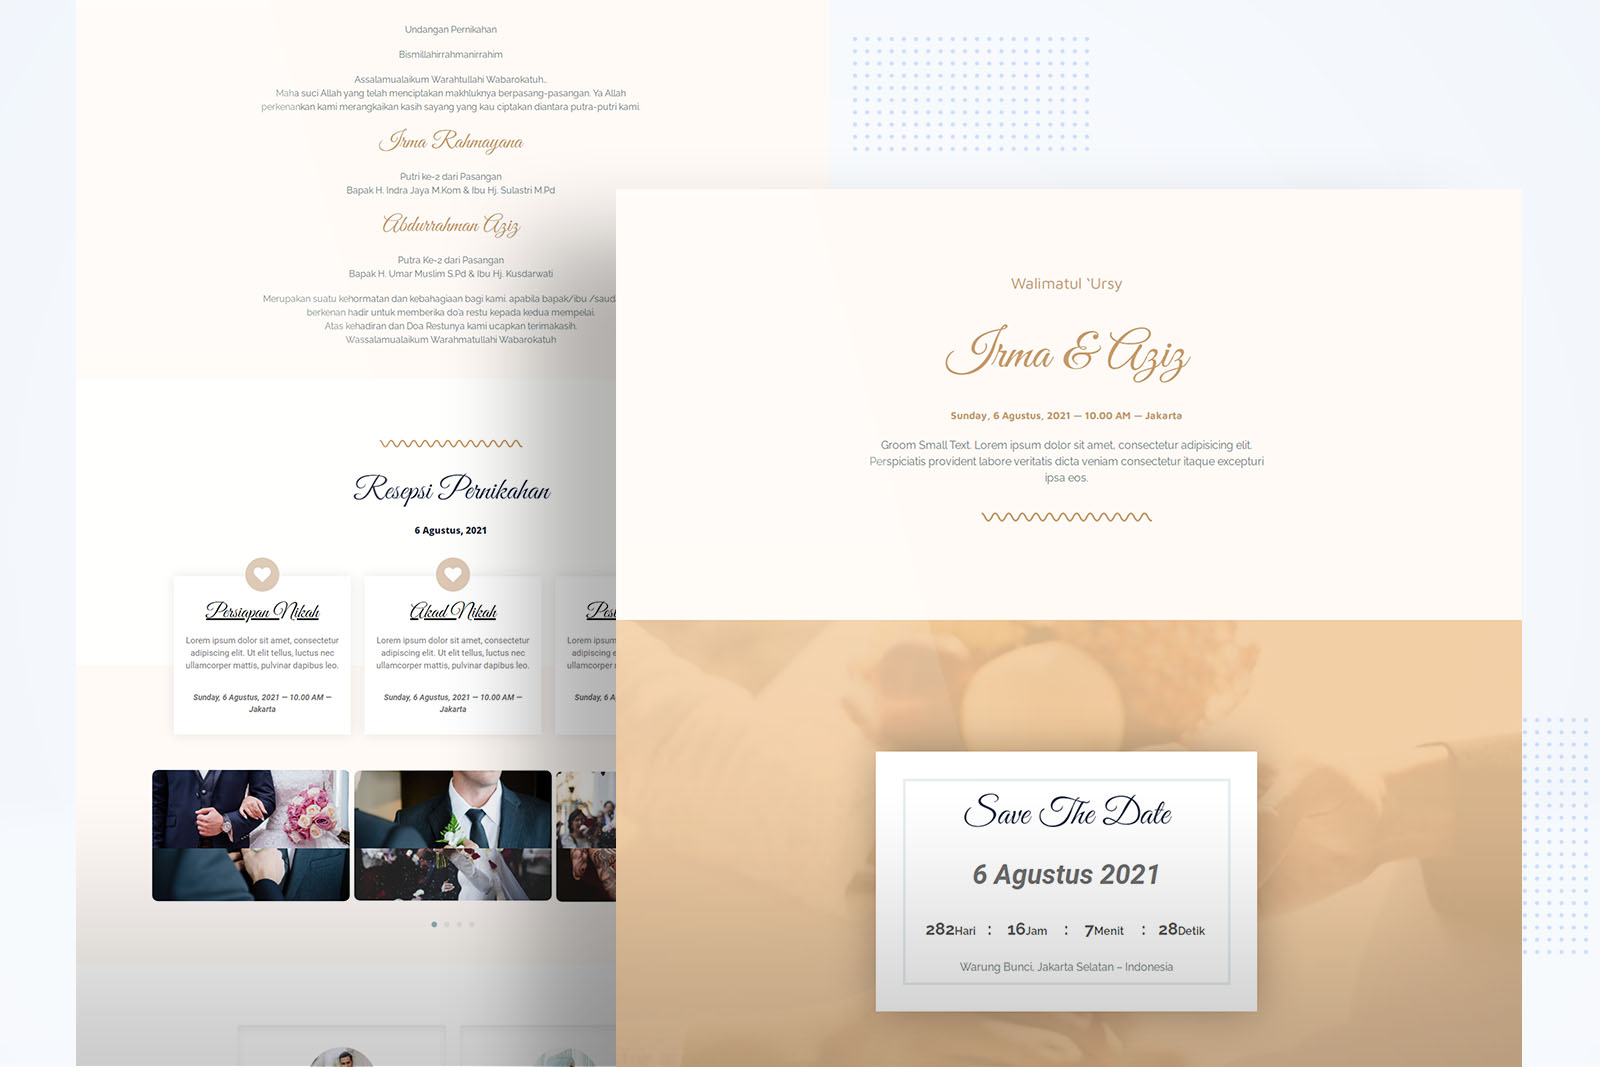 Undangan Pernikahan
Bismillahirrahmanirrahim
Assalamualaikum Warahtullahi Wabarokatuh..
Maha suci Allah yang telah menciptakan makhluknya berpasang-pasangan. Ya Allah
perkenankan kami merangkaikan kasih sayang yang kau ciptakan diantara putra-putri kami.
Irma Rahmayana
Putri ke-2 dari Pasangan
Bapak H. Indra Jaya M.Kom & Ibu Hj. Sulastri M.Pd
Abdurrahman Aziz
Putra Ke-2 dari Pasangan
Bapak H. Umar Muslim S.Pd & Ibu Hj. Kusdarwati
Merupakan suatu kehormatan dan kebahagiaan bagi kami. apabila bapak/ibu /saud
berkenan hadir untuk memberika do'a restu kepada kedua mempelai.
Atas kehadiran dan Doa Restunya kami ucapkan terimakasih.
Wassalamualaikum Warahmatullahi Wabarokatuh
Resepsi Pernikahan
6 Agustus, 2021
Persiapan Nikah
Lorem ipsum dolor sit amet, consectetur
adipiscing elit. Ut elit tellus, luctus nec
ullamcorper mattis, pulvinar dapibus leo.
Sunday, 6 Agustus, 2021 — 10.00 AM —
Jakarta
Akad Nikah
Lorem ipsum dolor sit amet, consectetur
adipiscing elit. Ut elit tellus, luctus nec
ullamcorper mattis, pulvinar dapibus leo.
Sunday, 6 Agustus, 2021 — 10.00 AM —
Jakarta
Lorem ipsum
adipiscing e
ullamcorper
Sunday, 6 A
Walimatul 'Ursy
Irma & Aziz
Sunday, 6 Agustus, 2021 — 10.00 AM — Jakarta
Groom Small Text. Lorem ipsum dolor sit amet, consectetur adipisicing elit.
Perspiciatis provident labore veritatis dicta veniam consectetur itaque excepturi
ipsa eos.
Save The Date
6 Agustus 2021
282Hari : 16Jam : 7Menit : 28Detik
Warung Bunci, Jakarta Selatan – Indonesia